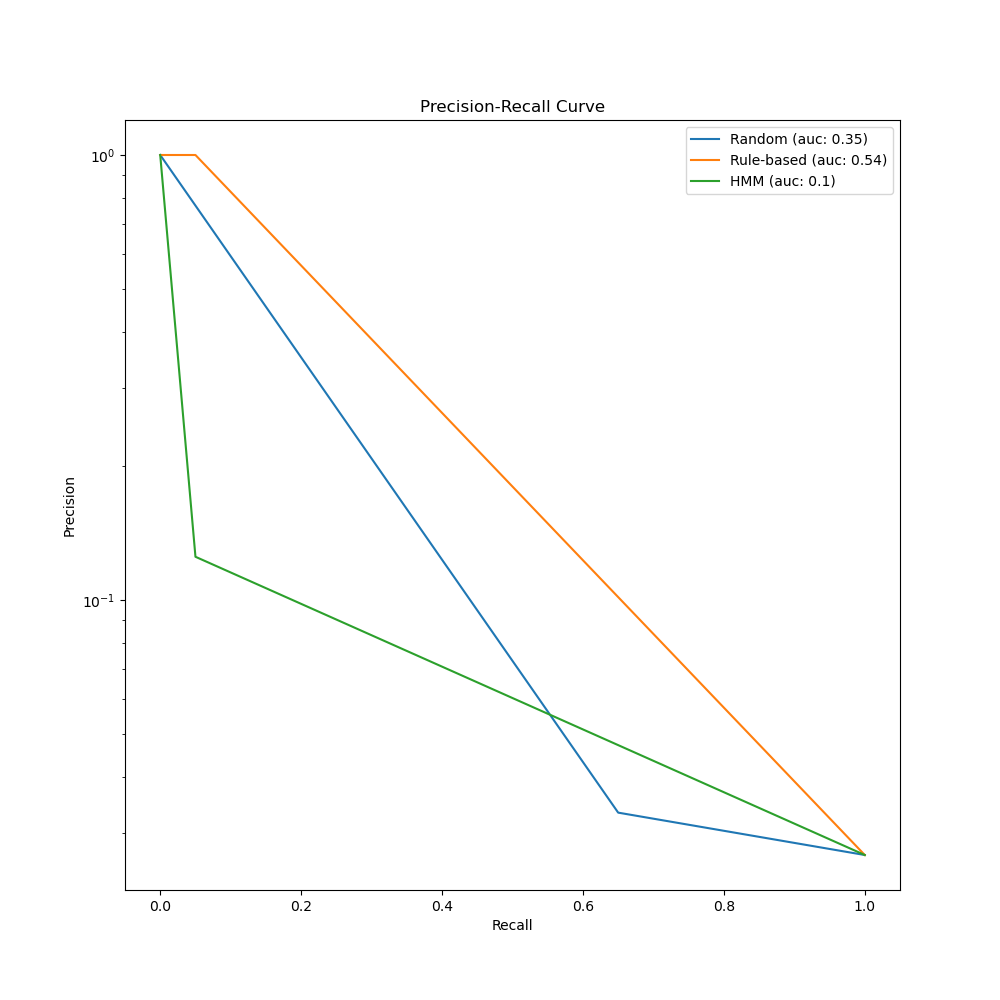 Precision-Recall Curve
Random (auc: 0.35)
Rule-based (auc: 0.54)
HMM (auc: 0.1)
10⁰
10⁻¹
Precision
0.0 0.2 0.4 0.6 0.8 1.0
Recall